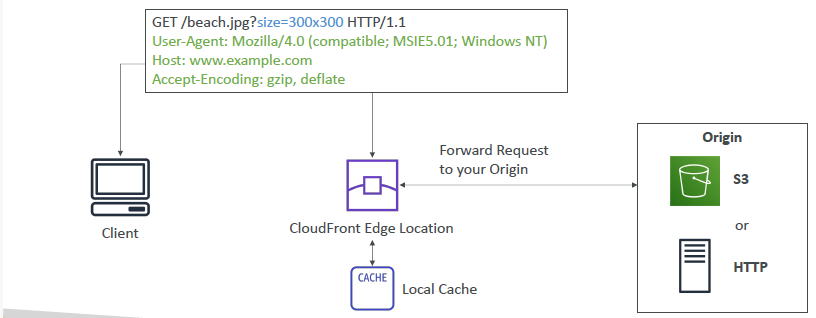 GET /beach.jpg?size=300x300 HTTP/1.1
User-Agent: Mozilla/4.0 (compatible; MSIE5.01; Windows NT)
Host: www.example.com
Accept-Encoding: gzip, deflate
Client
Forward Request
to your Origin
CloudFront Edge Location
CACHE
Local Cache
Origin
S3
or
HTTP